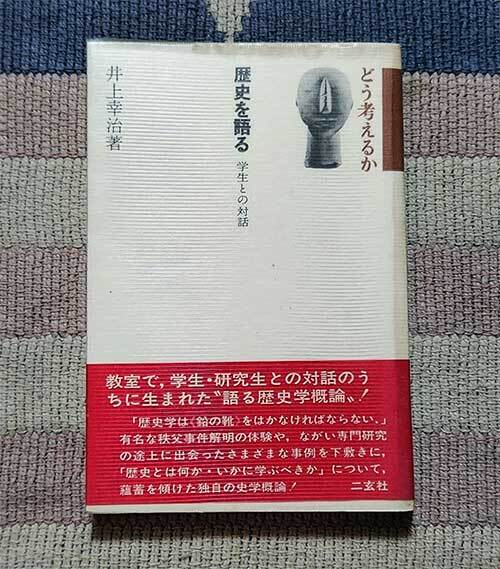 どう考えるか
歴史を語る
学生との対話
井上幸治著
教室で，学生・研究生との対話のう
ちに生まれた〝語る歴史学概論〟！
「歴史学は《鉛の靴》をはかなければならない．」
有名な秩父事件解明の体験や，ながい専門研究
の途上に出会ったさまざまな事例を下敷きに，
「歴史とは何か・いかに学ぶべきか」について，
蘊蓄を傾けた独自の史学概論！
二玄社